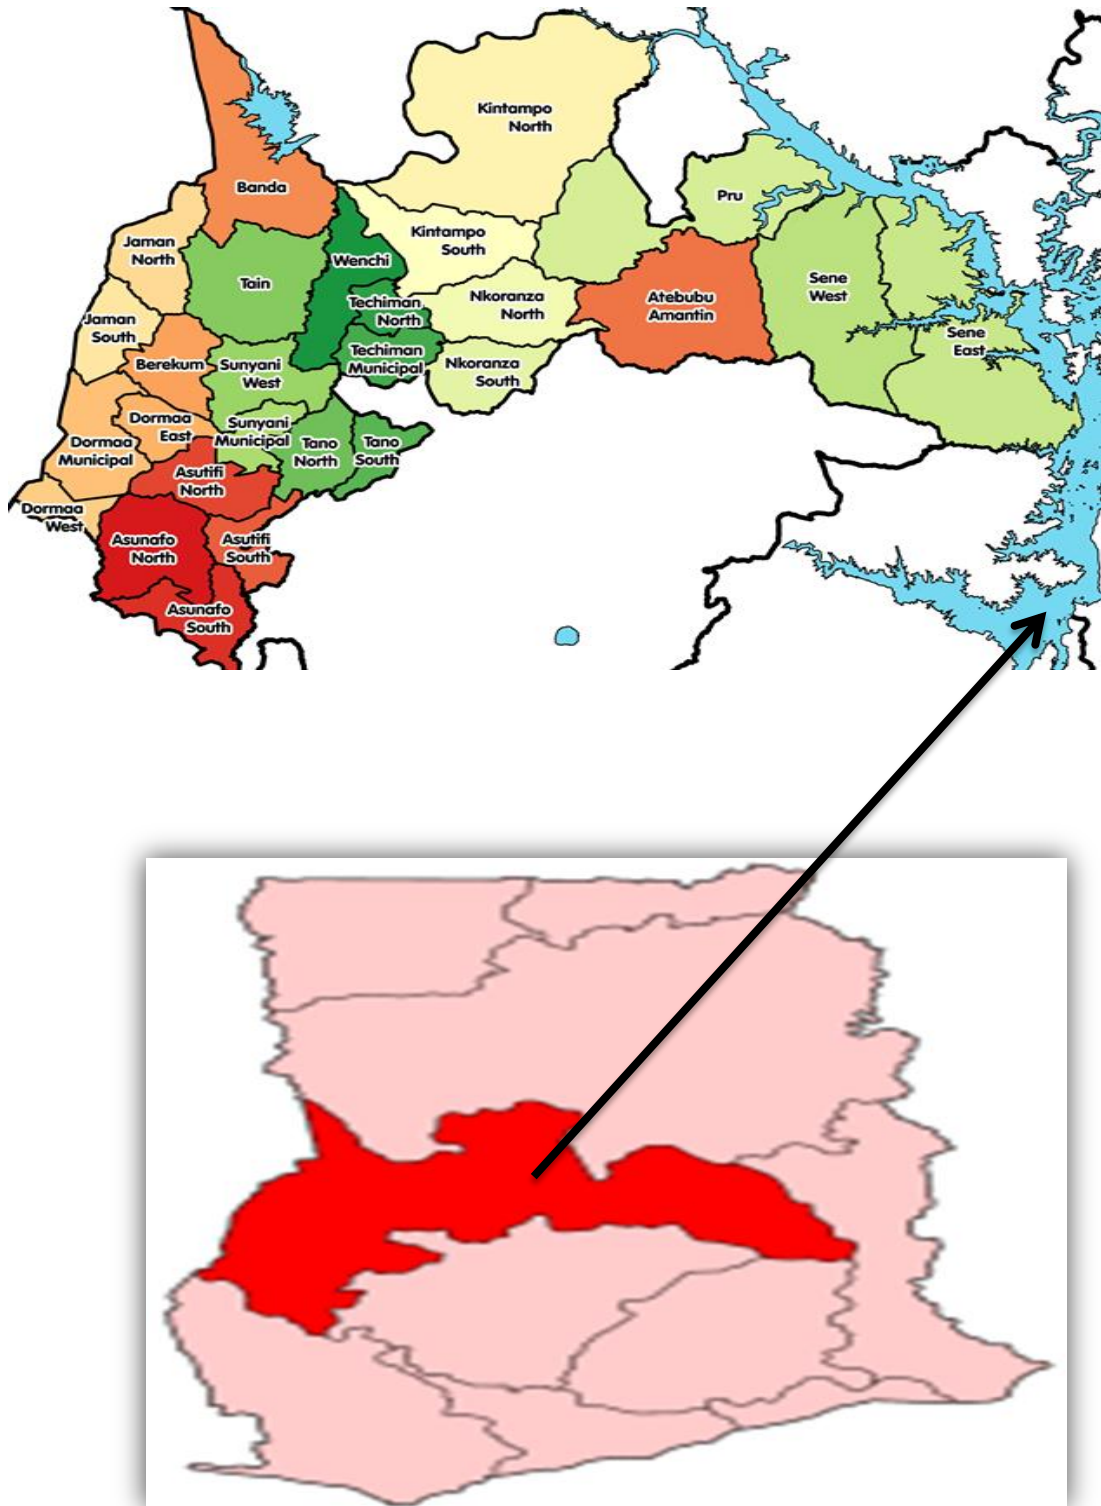 Kintampo
North
Banda
Pru
Jaman
North
Kintampo
South
Wenchi
Tain
Sene
West
Nkoranza
North
Atebubu
Amantin
Techiman
North
Jaman
South
Sene
East
Techiman
Municipal
Berekum
Sunyani
West
Nkoranza
South
Dormaa
East
Sunyani
Municipal
Dormaa
Municipal
Tano
North
Tano
South
Asutifi
North
Dormaa
West
Asunafo
North
Asutifi
South
Asunafo
South